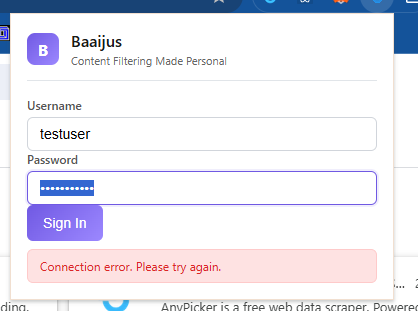 B
Baaijus
Content Filtering Made Personal
Username
testuser
Password
•••••••••••
Sign In
Connection error. Please try again.
AnyPicker is a free web data scraper. Powered
ding.